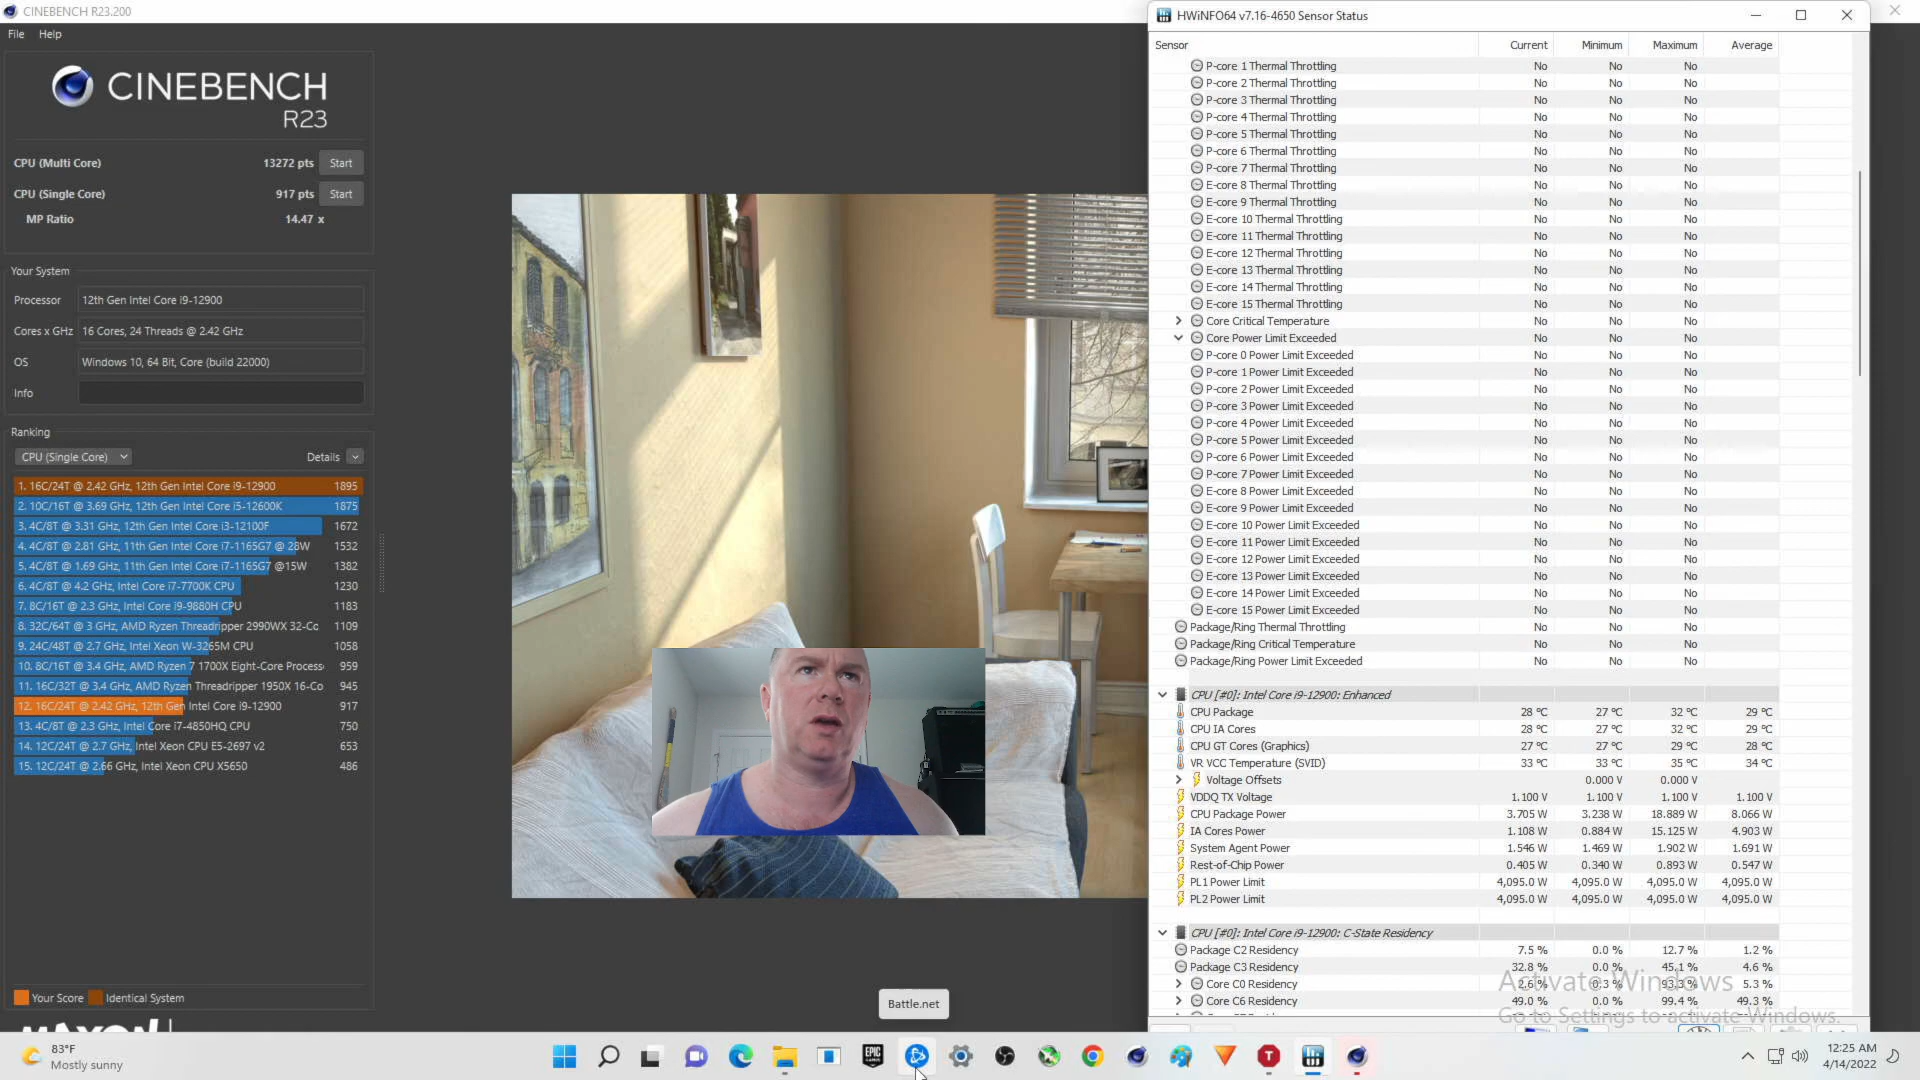 CINEBENCH R23.200
File Help
CINEBENCH
R23
CPU (Multi Core) 13272 pts Start
CPU (Single Core) 917 pts Start
MP Ratio 14.47 x
Your System
Processor 12th Gen Intel Core i9-12900
Cores x GHz 16 Cores, 24 Threads @ 2.42 GHz
OS Windows 10, 64 Bit, Core (build 22000)
Info
Ranking
CPU (Single Core) Details
1. 16C/24T @ 2.42 GHz, 12th Gen Intel Core i9-12900 1895
2. 10C/16T @ 3.69 GHz, 12th Gen Intel Core i5-12600K 1875
3. 4C/8T @ 3.31 GHz, 12th Gen Intel Core i3-12100F 1672
4. 4C/8T @ 2.81 GHz, 11th Gen Intel Core i7-1165G7 @ 28W 1532
5. 4C/8T @ 1.69 GHz, 11th Gen Intel Core i7-1165G7 @15W 1382
6. 4C/8T @ 4.2 GHz, Intel Core i7-7700K CPU 1230
7. 8C/16T @ 2.3 GHz, Intel Core i9-9880H CPU 1183
8. 32C/64T @ 3 GHz, AMD Ryzen Threadripper 2990WX 32-Co 1109
9. 24C/48T @ 2.7 GHz, Intel Xeon W-3265M CPU 1058
10. 8C/16T @ 3.4 GHz, AMD Ryzen 7 1700X Eight-Core Process 959
11. 16C/32T @ 3.4 GHz, AMD Ryzen Threadripper 1950X 16-Co 945
12. 16C/24T @ 2.42 GHz, 12th Gen Intel Core i9-12900 917
13. 4C/8T @ 2.3 GHz, Intel Core i7-4850HQ CPU 750
14. 12C/24T @ 2.7 GHz, Intel Xeon CPU E5-2697 v2 653
15. 12C/24T @ 2.66 GHz, Intel Xeon CPU X5650 486
Your Score Identical System
MAXON
HWiNFO64 v7.16-4650 Sensor Status
Sensor Current Minimum Maximum Average
P-core 1 Thermal Throttling No No No
P-core 2 Thermal Throttling No No No
P-core 3 Thermal Throttling No No No
P-core 4 Thermal Throttling No No No
P-core 5 Thermal Throttling No No No
P-core 6 Thermal Throttling No No No
P-core 7 Thermal Throttling No No No
E-core 8 Thermal Throttling No No No
E-core 9 Thermal Throttling No No No
E-core 10 Thermal Throttling No No No
E-core 11 Thermal Throttling No No No
E-core 12 Thermal Throttling No No No
E-core 13 Thermal Throttling No No No
E-core 14 Thermal Throttling No No No
E-core 15 Thermal Throttling No No No
Core Critical Temperature No No No
Core Power Limit Exceeded No No No
P-core 0 Power Limit Exceeded No No No
P-core 1 Power Limit Exceeded No No No
P-core 2 Power Limit Exceeded No No No
P-core 3 Power Limit Exceeded No No No
P-core 4 Power Limit Exceeded No No No
P-core 5 Power Limit Exceeded No No No
P-core 6 Power Limit Exceeded No No No
P-core 7 Power Limit Exceeded No No No
E-core 8 Power Limit Exceeded No No No
E-core 9 Power Limit Exceeded No No No
E-core 10 Power Limit Exceeded No No No
E-core 11 Power Limit Exceeded No No No
E-core 12 Power Limit Exceeded No No No
E-core 13 Power Limit Exceeded No No No
E-core 14 Power Limit Exceeded No No No
E-core 15 Power Limit Exceeded No No No
Package/Ring Thermal Throttling No No No
Package/Ring Critical Temperature No No No
Package/Ring Power Limit Exceeded No No No
CPU [#0]: Intel Core i9-12900: Enhanced
CPU Package 28 °C 27 °C 32 °C 29 °C
CPU IA Cores 28 °C 27 °C 32 °C 29 °C
CPU GT Cores (Graphics) 27 °C 27 °C 29 °C 28 °C
VR VCC Temperature (SVID) 33 °C 33 °C 35 °C 34 °C
Voltage Offsets 0.000 V 0.000 V
VDDQ TX Voltage 1.100 V 1.100 V 1.100 V 1.100 V
CPU Package Power 3.705 W 3.238 W 18.889 W 8.066 W
IA Cores Power 1.108 W 0.884 W 15.125 W 4.903 W
System Agent Power 1.546 W 1.469 W 1.902 W 1.691 W
Rest-of-Chip Power 0.405 W 0.340 W 0.893 W 0.547 W
PL1 Power Limit 4,095.0 W 4,095.0 W 4,095.0 W 4,095.0 W
PL2 Power Limit 4,095.0 W 4,095.0 W 4,095.0 W 4,095.0 W
CPU [#0]: Intel Core i9-12900: C-State Residency
Package C2 Residency 7.5 % 0.0 % 12.7 % 1.2 %
Package C3 Residency 32.8 % 0.0 % 45.1 % 4.6 %
Core C0 Residency 2.6 % 0.3 % 93.3 % 5.3 %
Core C6 Residency 49.0 % 0.0 % 99.4 % 49.3 %
Activate Windows
Go to Settings to activate Windows.
Battle.net
83°F
Mostly sunny
EPIC
GAMES
12:25 AM
4/14/2022